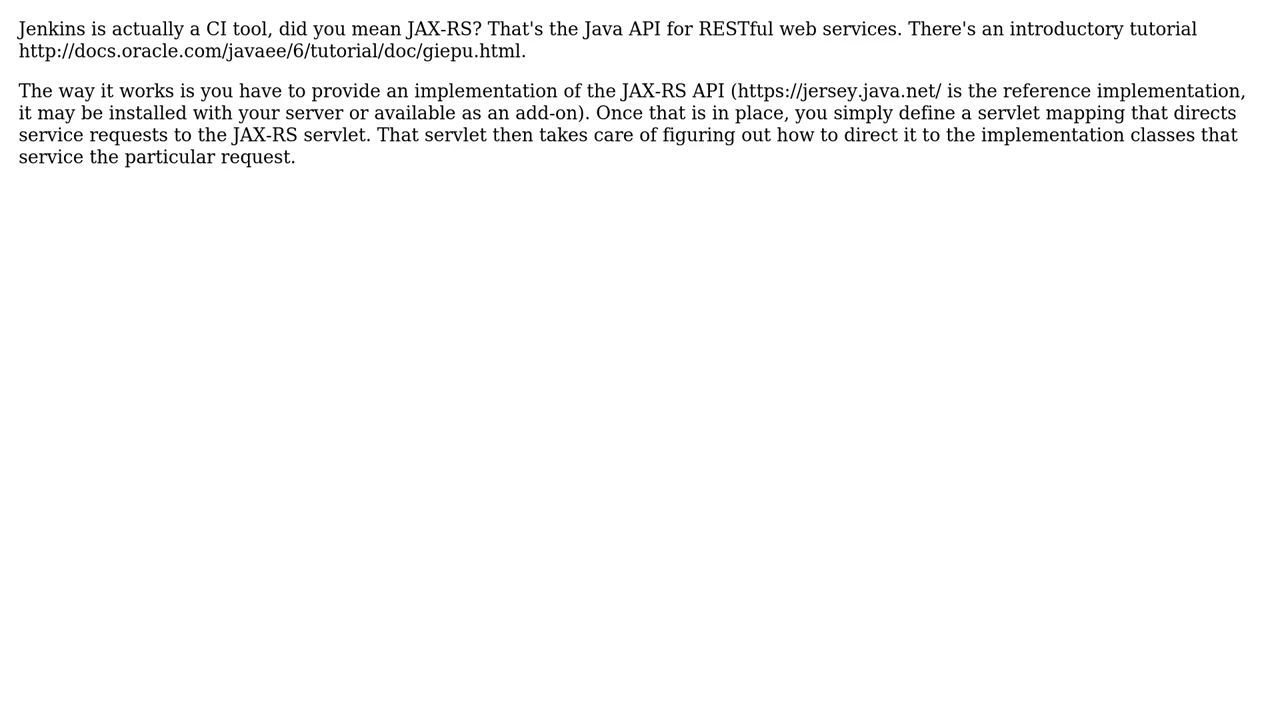 Jenkins is actually a CI tool, did you mean JAX-RS? That's the Java API for RESTful web services. There's an introductory tutorial
http://docs.oracle.com/javaee/6/tutorial/doc/giepu.html.
The way it works is you have to provide an implementation of the JAX-RS API (https://jersey.java.net/ is the reference implementation,
it may be installed with your server or available as an add-on). Once that is in place, you simply define a servlet mapping that directs
service requests to the JAX-RS servlet. That servlet then takes care of figuring out how to direct it to the implementation classes that
service the particular request.